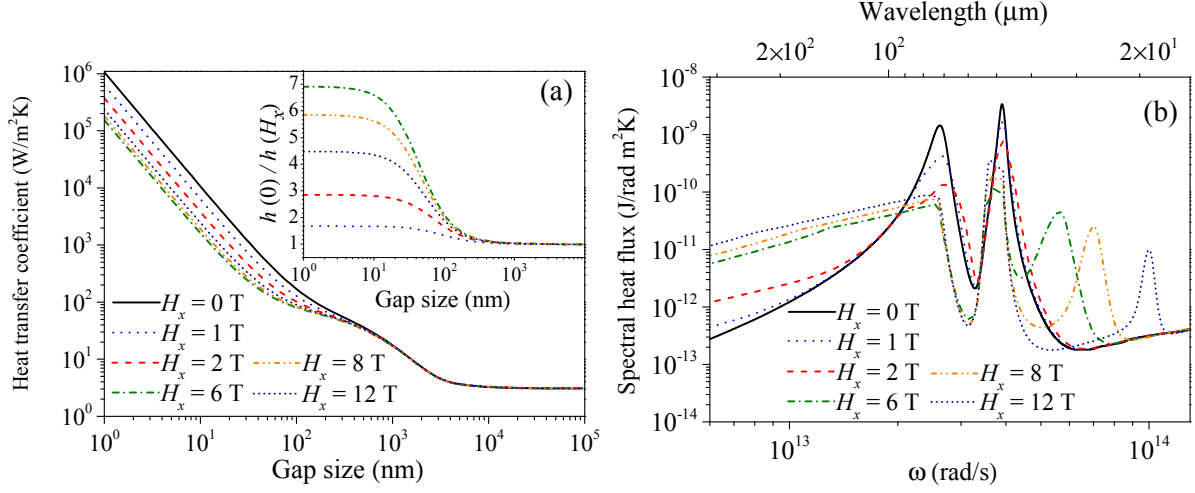 (a)
Heat transfer coefficient (W/m²K)
10⁶
10⁵
10⁴
10³
10²
10¹
10⁰
10⁰ 10¹ 10² 10³ 10⁴ 10⁵
Gap size (nm)
h (0) / h (Hₓ)
7
6
5
4
3
2
1
10⁰ 10¹ 10² 10³
Gap size (nm)
Hₓ = 0 T
Hₓ = 1 T
Hₓ = 2 T Hₓ = 8 T
Hₓ = 6 T Hₓ = 12 T
Wavelength (μm)
2×10² 10² 2×10¹
(b)
Spectral heat flux (J/rad m²K)
10⁻⁸
10⁻⁹
10⁻¹⁰
10⁻¹¹
10⁻¹²
10⁻¹³
10⁻¹⁴
10¹³ 10¹⁴
ω (rad/s)
Hₓ = 0 T
Hₓ = 1 T
Hₓ = 2 T Hₓ = 8 T
Hₓ = 6 T Hₓ = 12 T